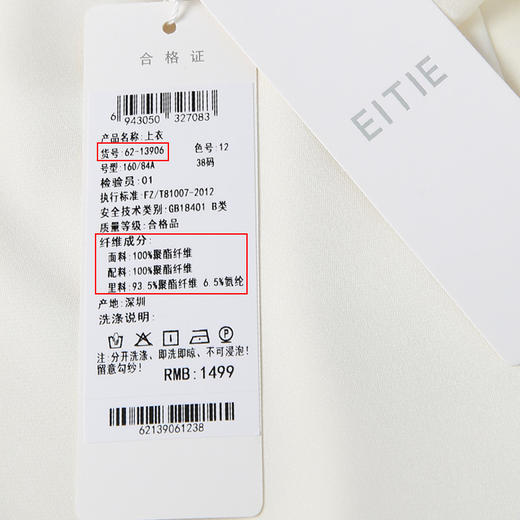 合格证
EITIE
6 943050 327083
产品名称:上衣
货号:62-13906 色号:12
号型:160/84A 38码
检验员:01
执行标准:FZ/T81007-2012
安全技术类别:GB18401 B类
质量等级:合格品
纤维成分:
面料:100%聚酯纤维
配料:100%聚酯纤维
里料:93.5%聚酯纤维 6.5%氨纶
产地:深圳
洗涤说明:
注:分开洗涤、即洗即晾、不可浸泡!
留意勾纱!
RMB:1499
62139061238